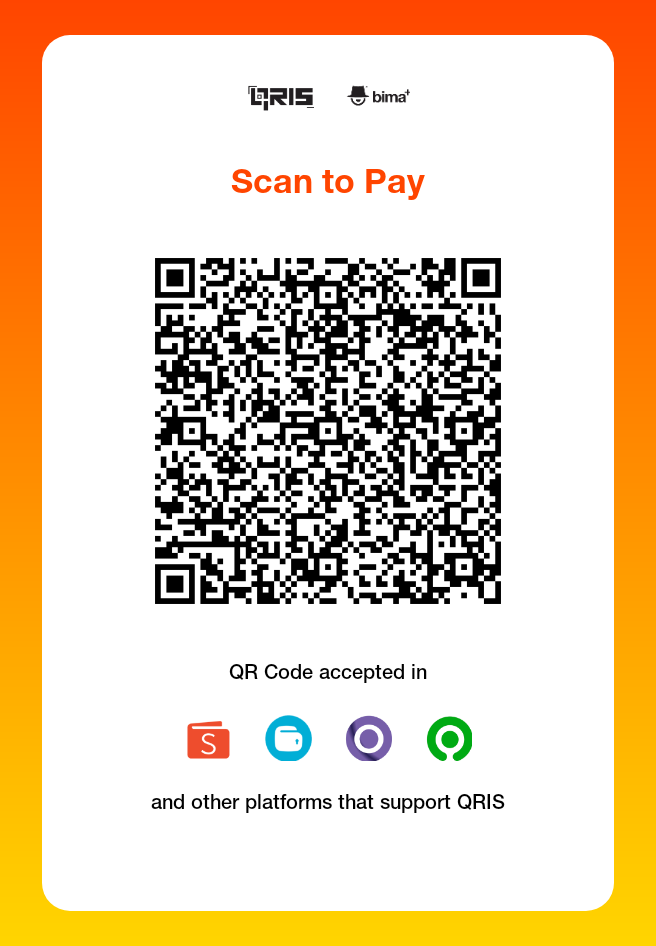 QRIS bima+
Scan to Pay
QR Code accepted in
S
and other platforms that support QRIS